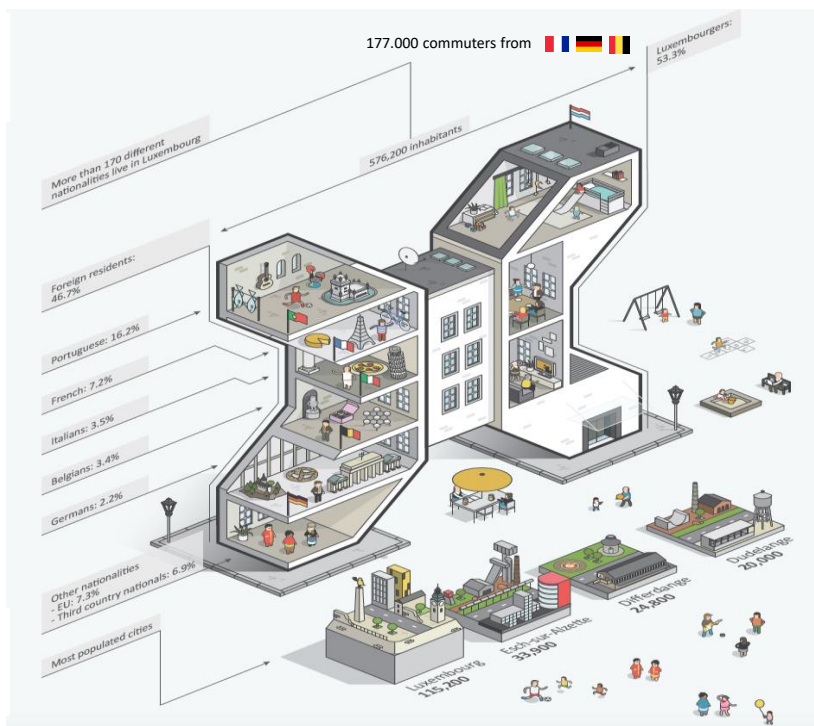 177.000 commuters from
Luxembourgers:
53.3%
More than 170 different
nationalities live in Luxembourg
576,200 inhabitants
Foreign residents:
46.7%
Portuguese: 16.2%
French: 7.2%
Italians: 3.5%
Belgians: 3.4%
Germans: 2.2%
Other nationalities
- EU: 7.3%
- Third country nationals: 6.9%
Most populated cities
Luxembourg
115,200
Esch-sur-Alzette
33,900
Differdange
24,800
Dudelange
20,000